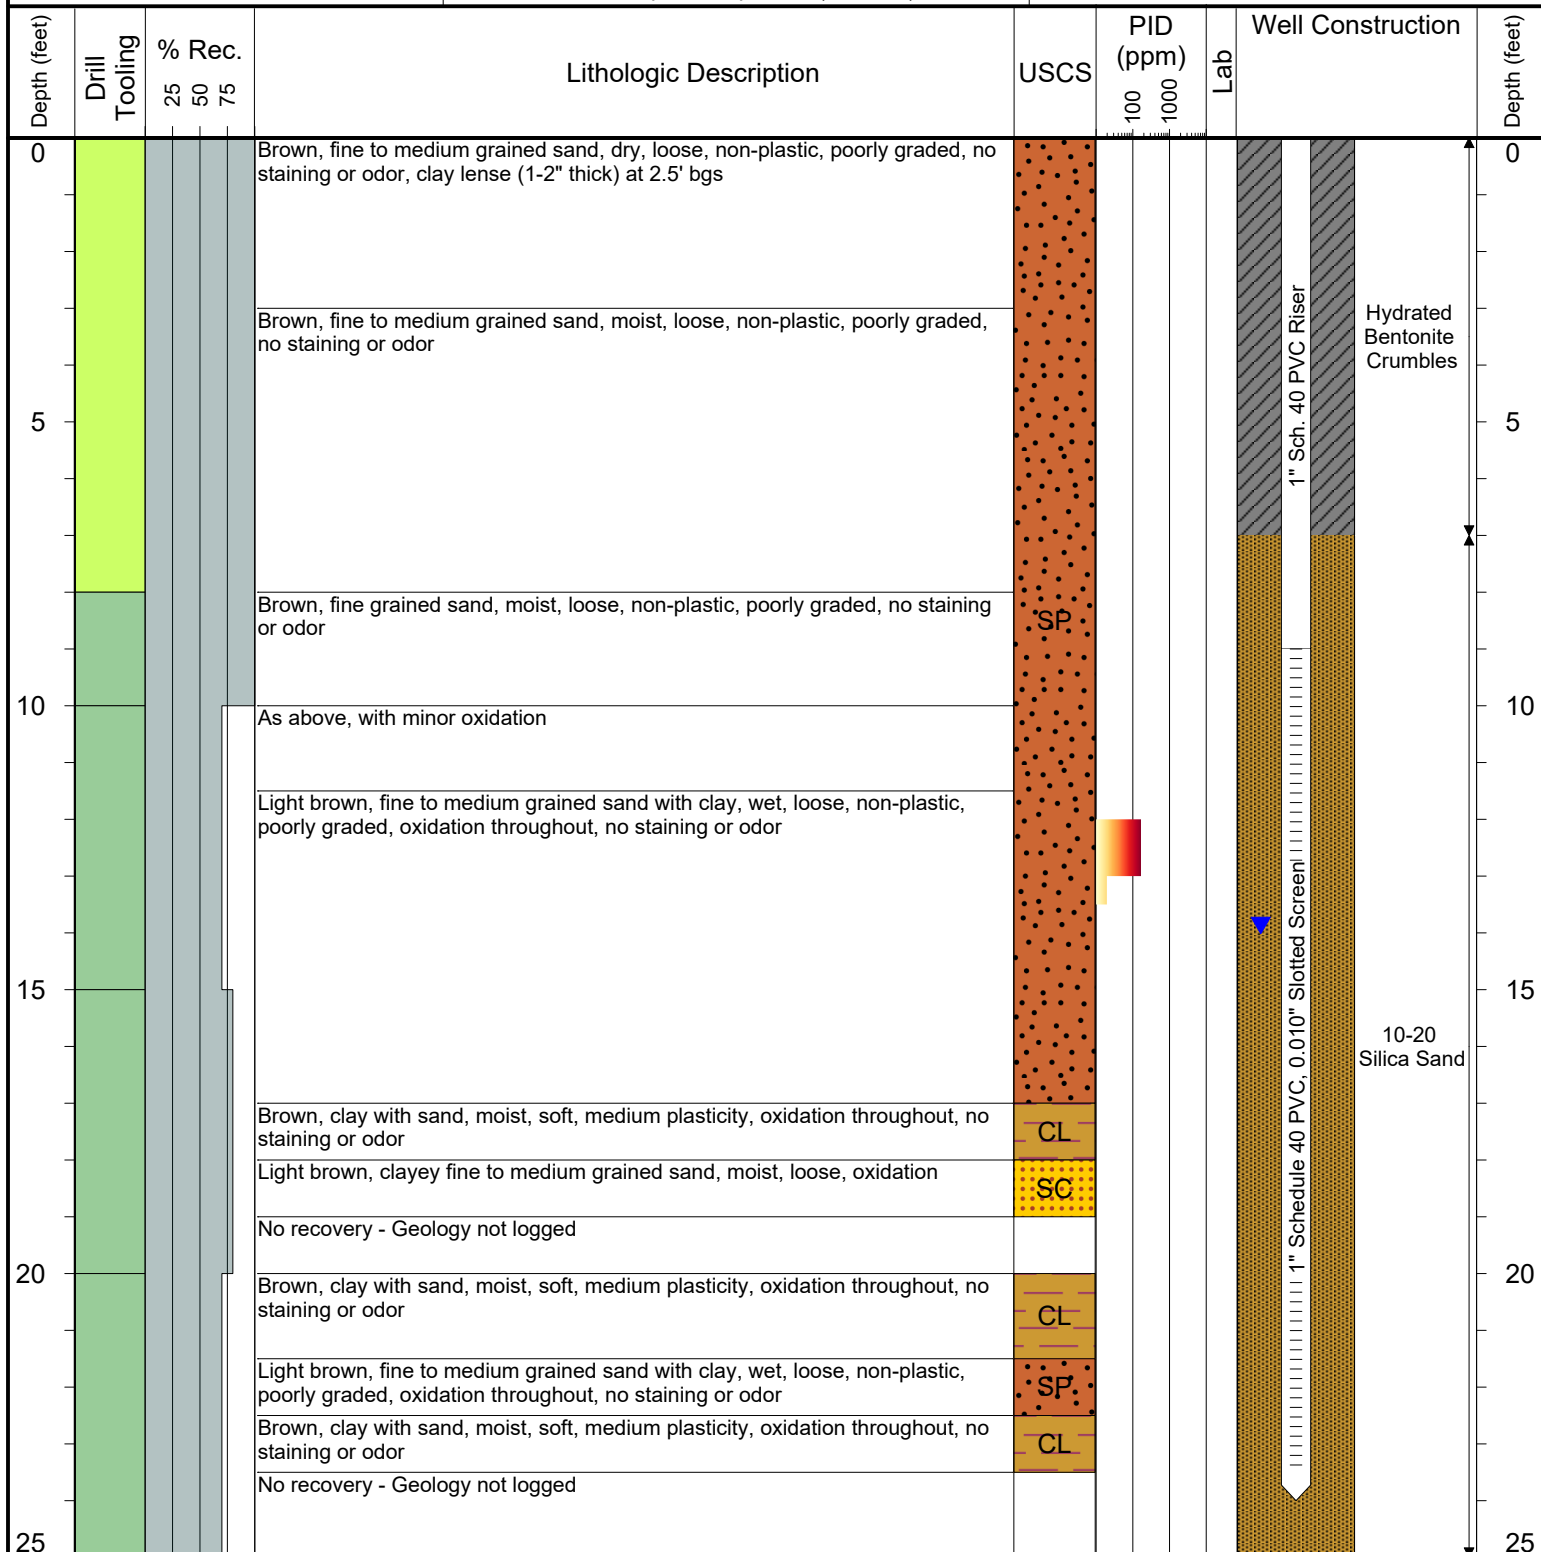 Depth (feet)
Drill
Tooling
% Rec.
25
50
75
Lithologic Description
USCS
PID
(ppm)
100
1000
Lab
Well Construction
Depth (feet)
0
Brown, fine to medium grained sand, dry, loose, non-plastic, poorly graded, no
staining or odor, clay lense (1-2" thick) at 2.5' bgs
0
Brown, fine to medium grained sand, moist, loose, non-plastic, poorly graded,
no staining or odor
1" Sch. 40 PVC Riser
Hydrated
Bentonite
Crumbles
5
5
Brown, fine grained sand, moist, loose, non-plastic, poorly graded, no staining
or odor
SP
10
As above, with minor oxidation
10
Light brown, fine to medium grained sand with clay, wet, loose, non-plastic,
poorly graded, oxidation throughout, no staining or odor
1" Schedule 40 PVC, 0.010" Slotted Screen
15
15
10-20
Silica Sand
Brown, clay with sand, moist, soft, medium plasticity, oxidation throughout, no
staining or odor
CL
Light brown, clayey fine to medium grained sand, moist, loose, oxidation
SC
No recovery - Geology not logged
20
20
Brown, clay with sand, moist, soft, medium plasticity, oxidation throughout, no
staining or odor
CL
Light brown, fine to medium grained sand with clay, wet, loose, non-plastic,
poorly graded, oxidation throughout, no staining or odor
SP
Brown, clay with sand, moist, soft, medium plasticity, oxidation throughout, no
staining or odor
CL
No recovery - Geology not logged
25
25